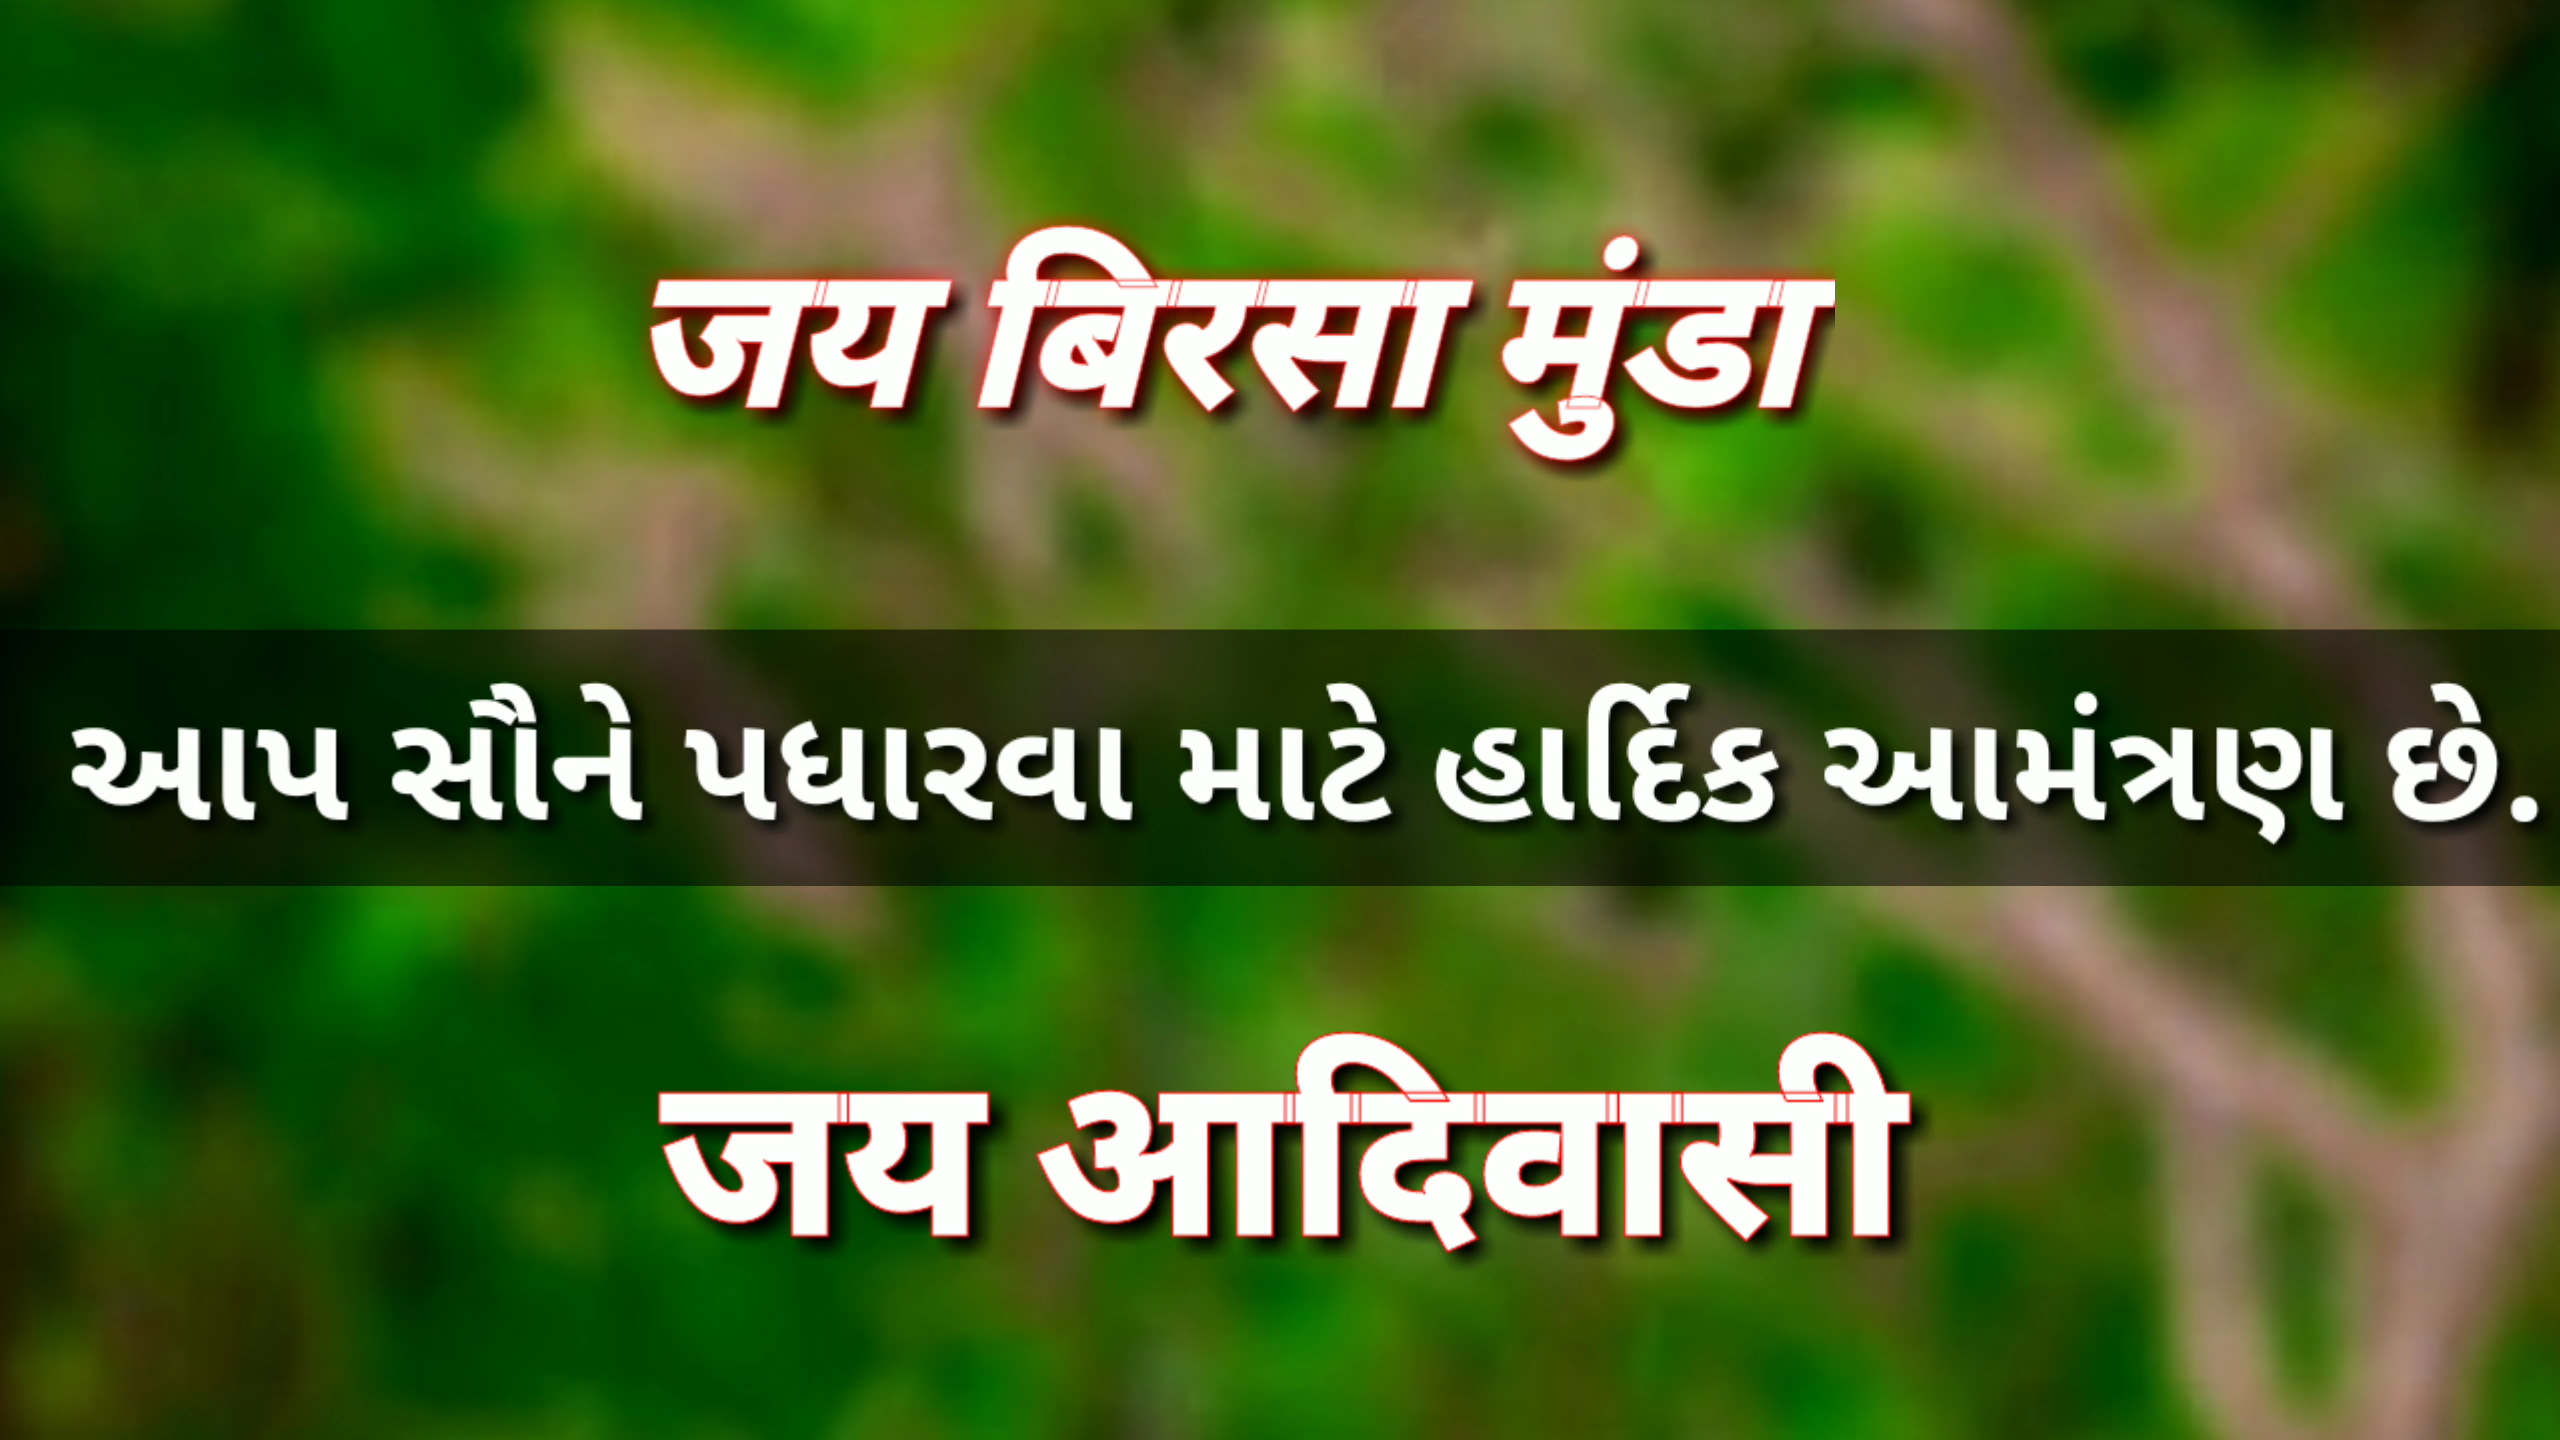 जय बिरसा मुंडा
આપ સૌને પધારવા માટે હાર્દિક આમંત્રણ છે.
जय आदिवासी